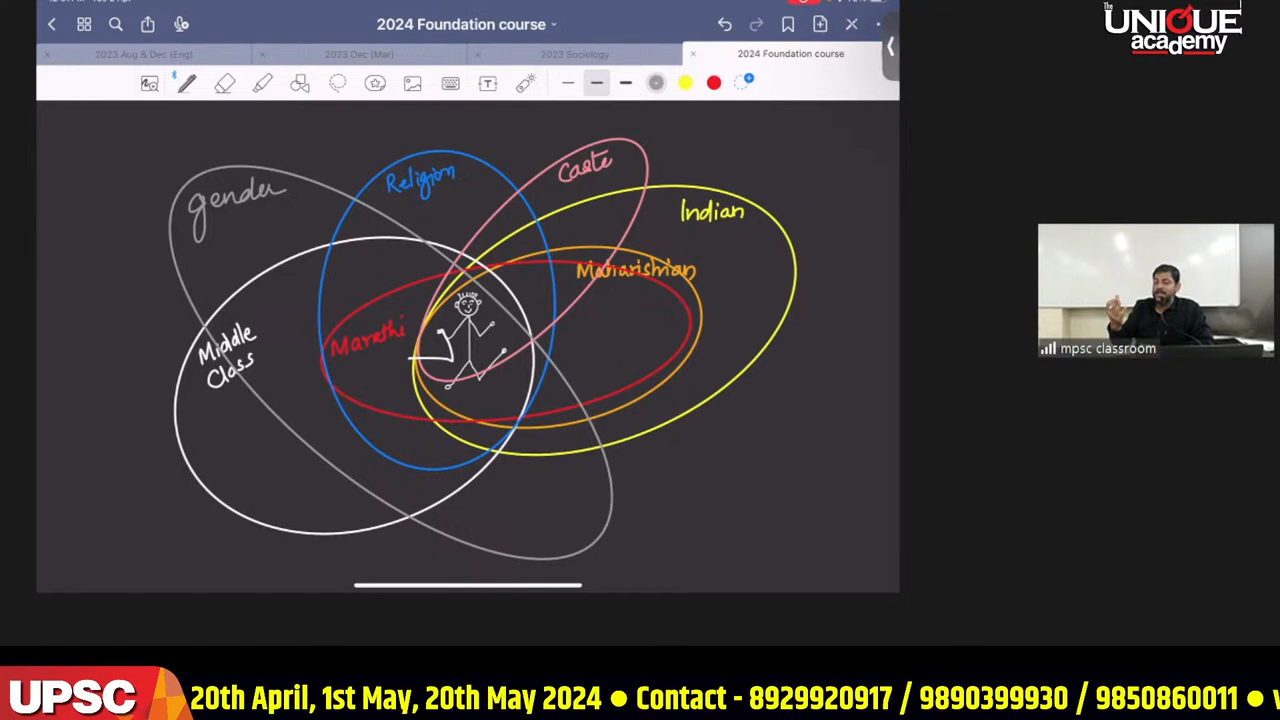 2024 Foundation course
2023 Aug & Dec (Eng)
2023 Dec (Mar)
2023 Sociology
2024 Foundation course
The
UNIQUE
academy
gender
Religion
Caste
Indian
Maharishian
Marathi
Middle
Class
mpsc classroom
UPSC
20th April, 1st May, 20th May 2024 ● Contact - 8929920917 / 9890399930 / 9850860011 ●